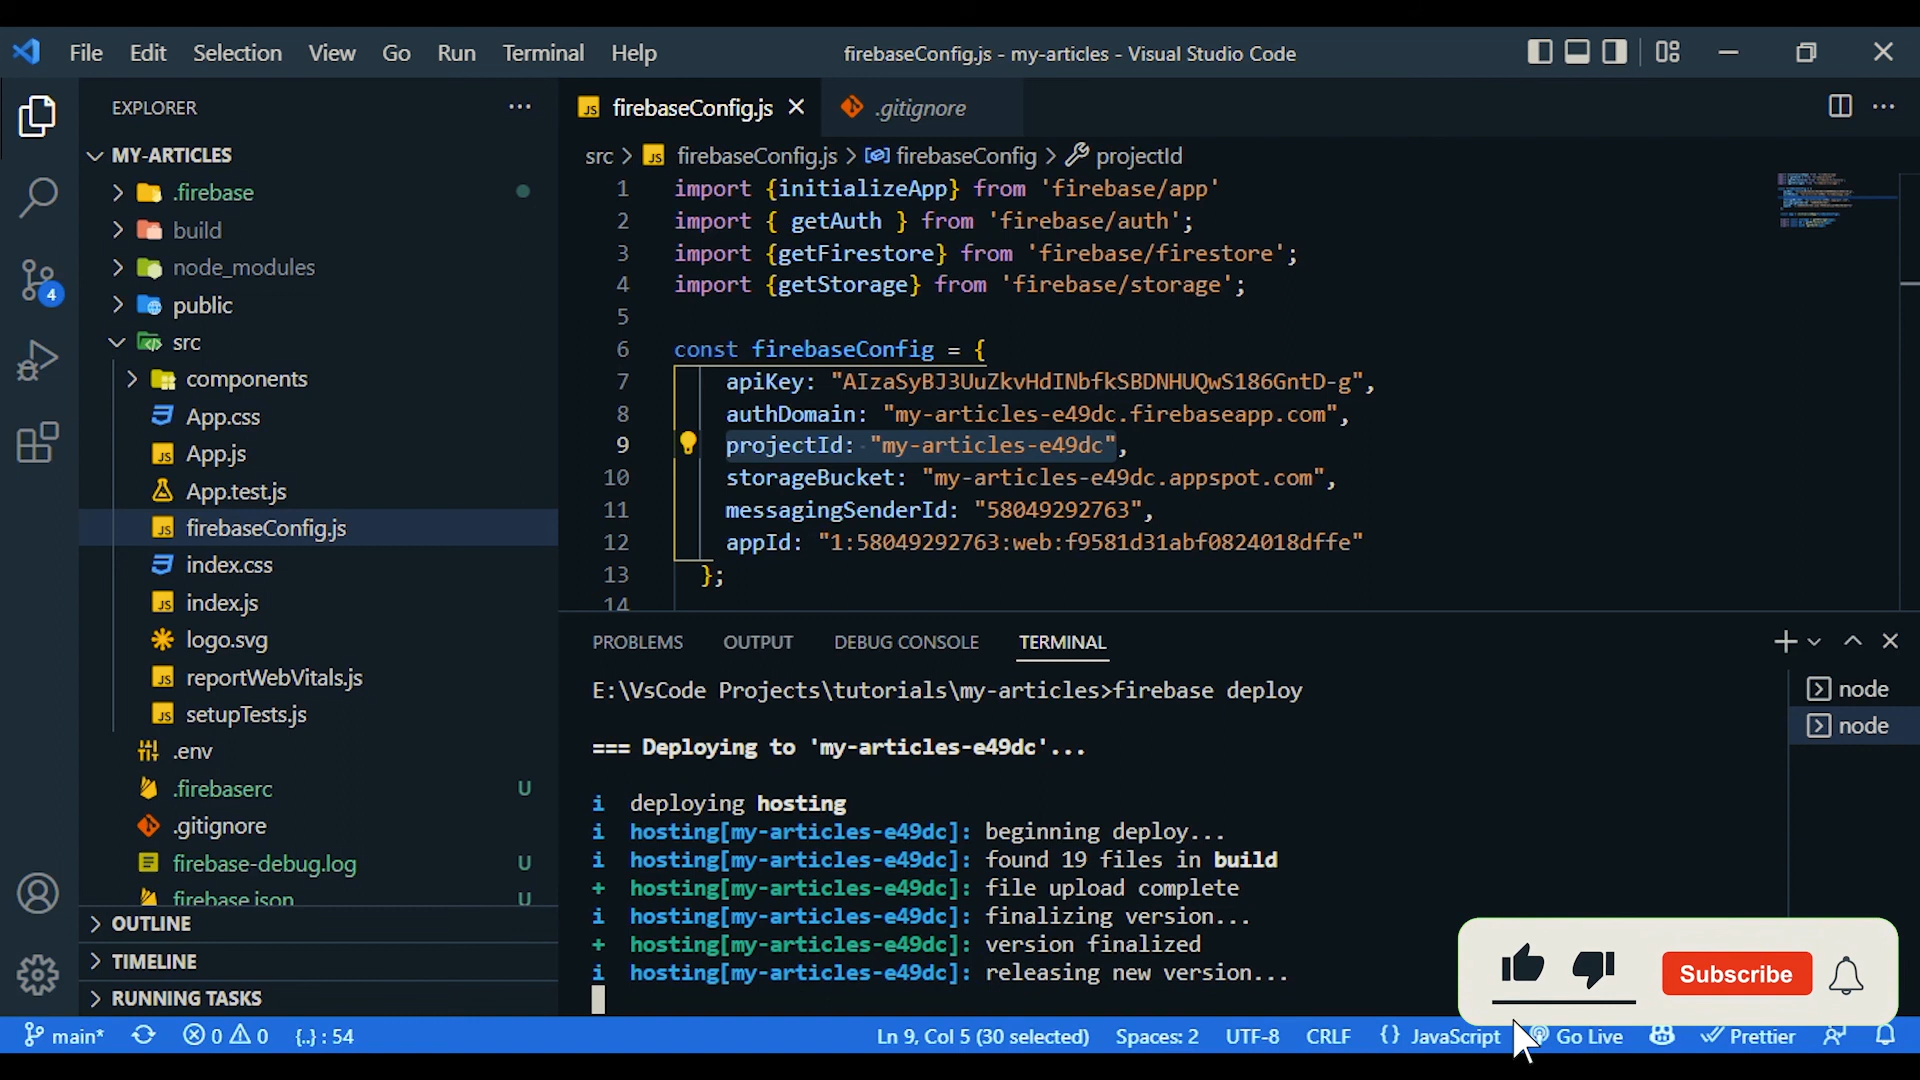 File Edit Selection View Go Run Terminal Help
firebaseConfig.js - my-articles - Visual Studio Code
EXPLORER
MY-ARTICLES
.firebase
build
node_modules
public
src
components
App.css
App.js
App.test.js
firebaseConfig.js
index.css
index.js
logo.svg
reportWebVitals.js
setupTests.js
.env
.firebaserc U
.gitignore
firebase-debug.log U
firebase.json U
OUTLINE
TIMELINE
RUNNING TASKS
4
firebaseConfig.js
.gitignore
src > JS firebaseConfig.js > firebaseConfig > projectId
1 import {initializeApp} from 'firebase/app'
2 import { getAuth } from 'firebase/auth';
3 import {getFirestore} from 'firebase/firestore';
4 import {getStorage} from 'firebase/storage';
5
6 const firebaseConfig = {
7 apiKey: "AIzaSyBJ3UuZkvHdINbfkSBDNHUQwS186GntD-g",
8 authDomain: "my-articles-e49dc.firebaseapp.com",
9 projectId: "my-articles-e49dc",
10 storageBucket: "my-articles-e49dc.appspot.com",
11 messagingSenderId: "58049292763",
12 appId: "1:58049292763:web:f9581d31abf0824018dffe"
13 };
14
PROBLEMS OUTPUT DEBUG CONSOLE TERMINAL
E:\VsCode Projects\tutorials\my-articles>firebase deploy
=== Deploying to 'my-articles-e49dc'...
i deploying hosting
i hosting[my-articles-e49dc]: beginning deploy...
i hosting[my-articles-e49dc]: found 19 files in build
+ hosting[my-articles-e49dc]: file upload complete
i hosting[my-articles-e49dc]: finalizing version...
+ hosting[my-articles-e49dc]: version finalized
i hosting[my-articles-e49dc]: releasing new version...
node
node
Subscribe
main* 0 0 {..} : 54
Ln 9, Col 5 (30 selected) Spaces: 2 UTF-8 CRLF {} JavaScript Go Live Prettier